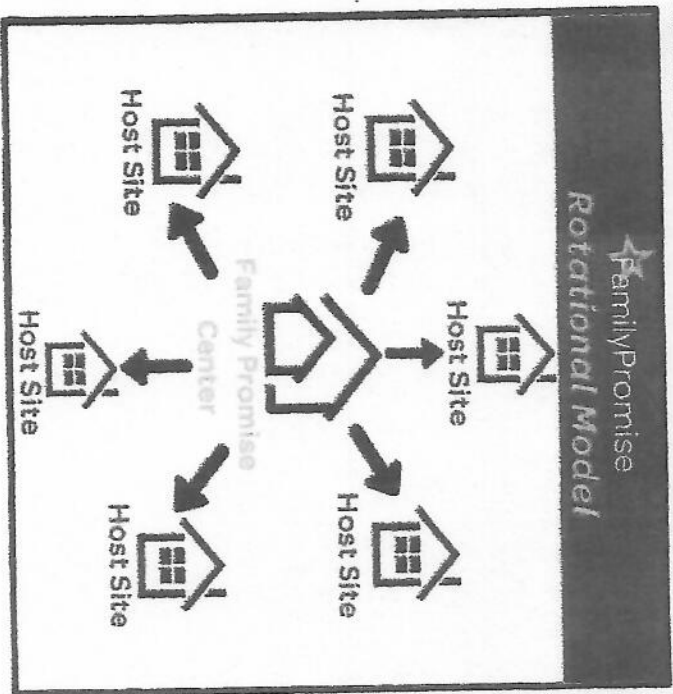 FamilyPromise
Rotational Model
Host Site
Host Site
Host Site
Family Promise
Center
Host Site
Host Site
Host Site